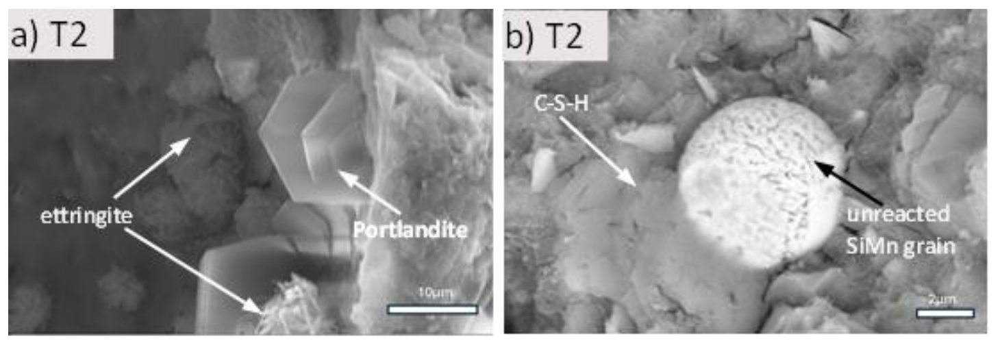 a) T2
ettringite
Portlandite
10µm
b) T2
C-S-H
unreacted
SiMn grain
2µm